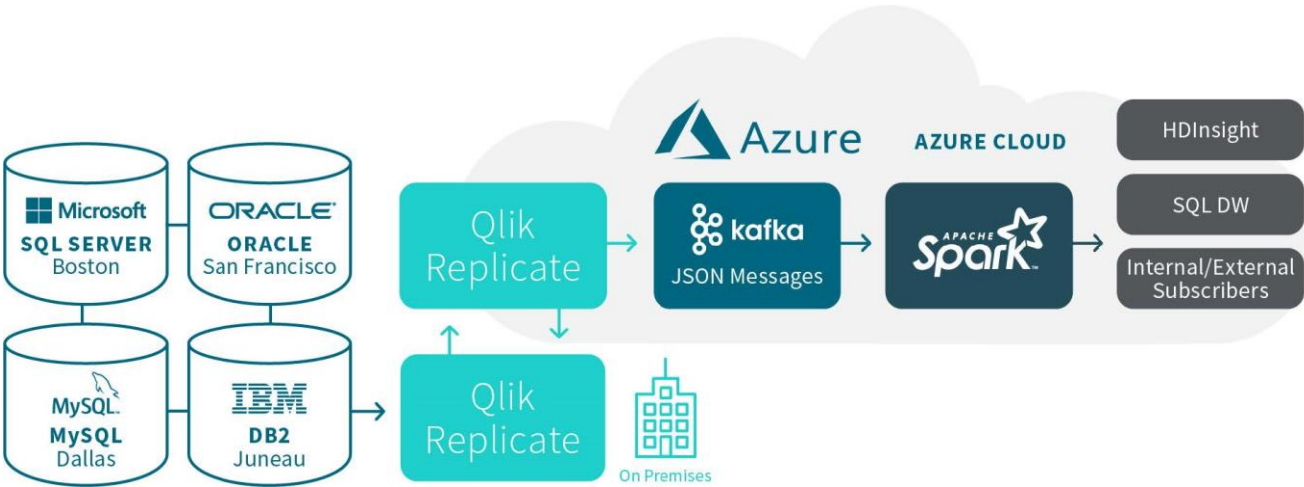 Microsoft
SQL SERVER
Boston
ORACLE
ORACLE
San Francisco
MySQL
MySQL
Dallas
IBM
DB2
Juneau
Qlik
Replicate
Qlik
Replicate
On Premises
Azure
AZURE CLOUD
kafka
JSON Messages
APACHE
Spark
HDInsight
SQL DW
Internal/External
Subscribers